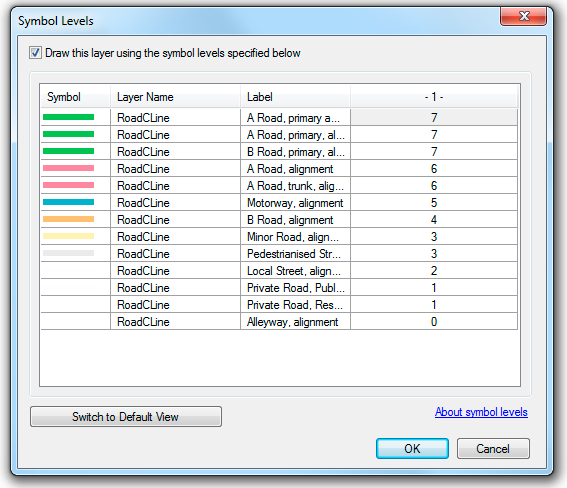 Symbol Levels
Draw this layer using the symbol levels specified below
Symbol Layer Name Label - 1 -
RoadCLine A Road, primary a... 7
RoadCLine A Road, primary, al... 7
RoadCLine B Road, primary, al... 7
RoadCLine A Road, alignment 6
RoadCLine A Road, trunk, alig... 6
RoadCLine Motorway, alignment 5
RoadCLine B Road, alignment 4
RoadCLine Minor Road, align... 3
RoadCLine Pedestrianised Str... 3
RoadCLine Local Street, align... 2
RoadCLine Private Road, Publ... 1
RoadCLine Private Road, Res... 1
RoadCLine Alleyway, alignment 0
Switch to Default View About symbol levels
OK Cancel